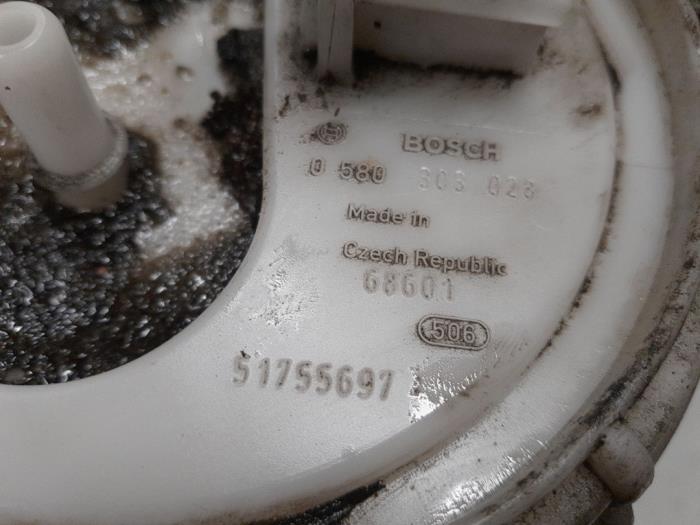 BOSCH
0 580 303 023
Made in
Czech Republic
68601
506
51755697